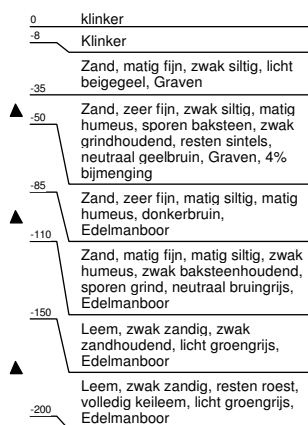 0 klinker
-8 Klinker
Zand, matig fijn, zwak siltig, licht
beigegeel, Graven
-35
Zand, zeer fijn, zwak siltig, matig
-50 humeus, sporen baksteen, zwak
grindhoudend, resten sintels,
neutraal geelbruin, Graven, 4%
bijmenging
-85
Zand, zeer fijn, matig siltig, matig
humeus, donkerbruin,
Edelmanboor
-110
Zand, matig fijn, matig siltig, zwak
humeus, zwak baksteenhoudend,
sporen grind, neutraal bruingrijs,
Edelmanboor
-150
Leem, zwak zandig, zwak
zandhoudend, licht groengrijs,
Edelmanboor
Leem, zwak zandig, resten roest,
volledig keileem, licht groengrijs,
-200 Edelmanboor